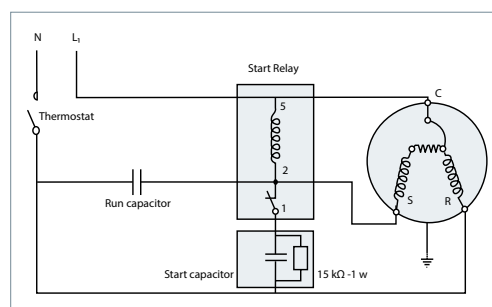 N
L₁
Start Relay
C
5
Thermostat
2
Run capacitor
1
S
R
Start capacitor
15 kΩ -1 w